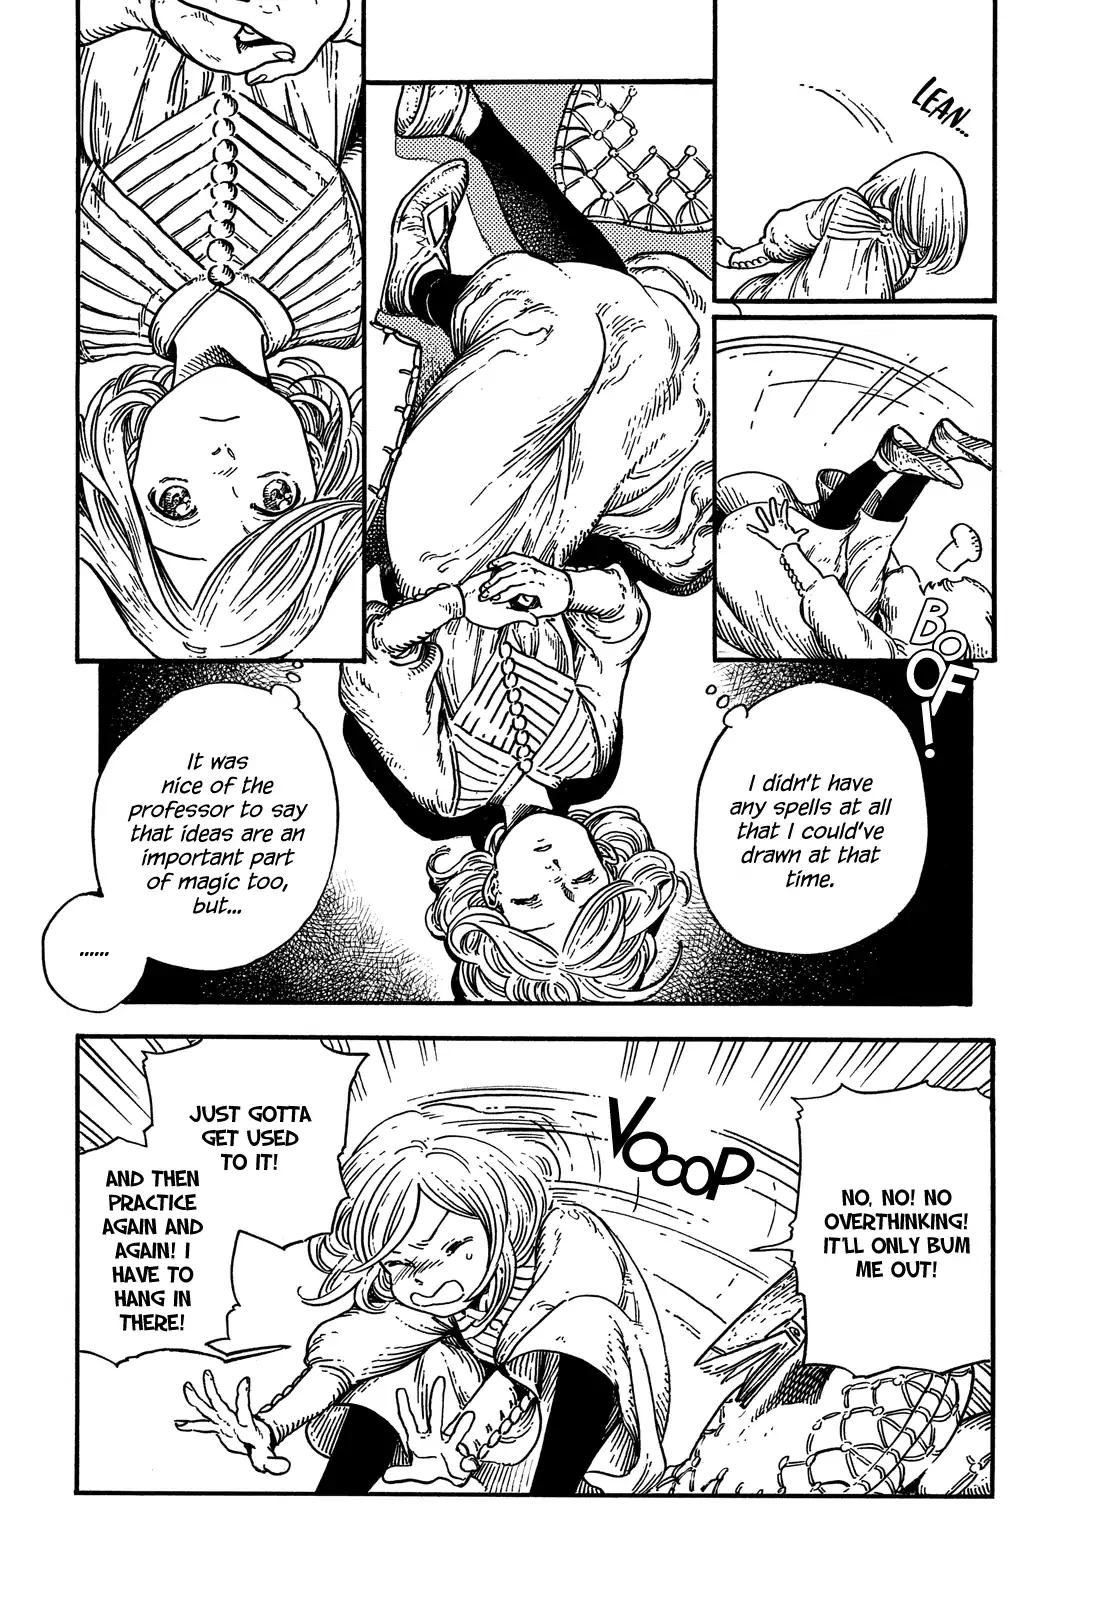 LEAN...
BOOF!
I didn't have
any spells at all
that I could've
drawn at that
time.
It was
nice of the
professor to say
that ideas are an
important part
of magic too,
but...
......
NO, NO! NO
OVERTHINKING!
IT'LL ONLY BUM
ME OUT!
VOOOP
JUST GOTTA
GET USED
TO IT!
AND THEN
PRACTICE
AGAIN AND
AGAIN! I
HAVE TO
HANG IN
THERE!